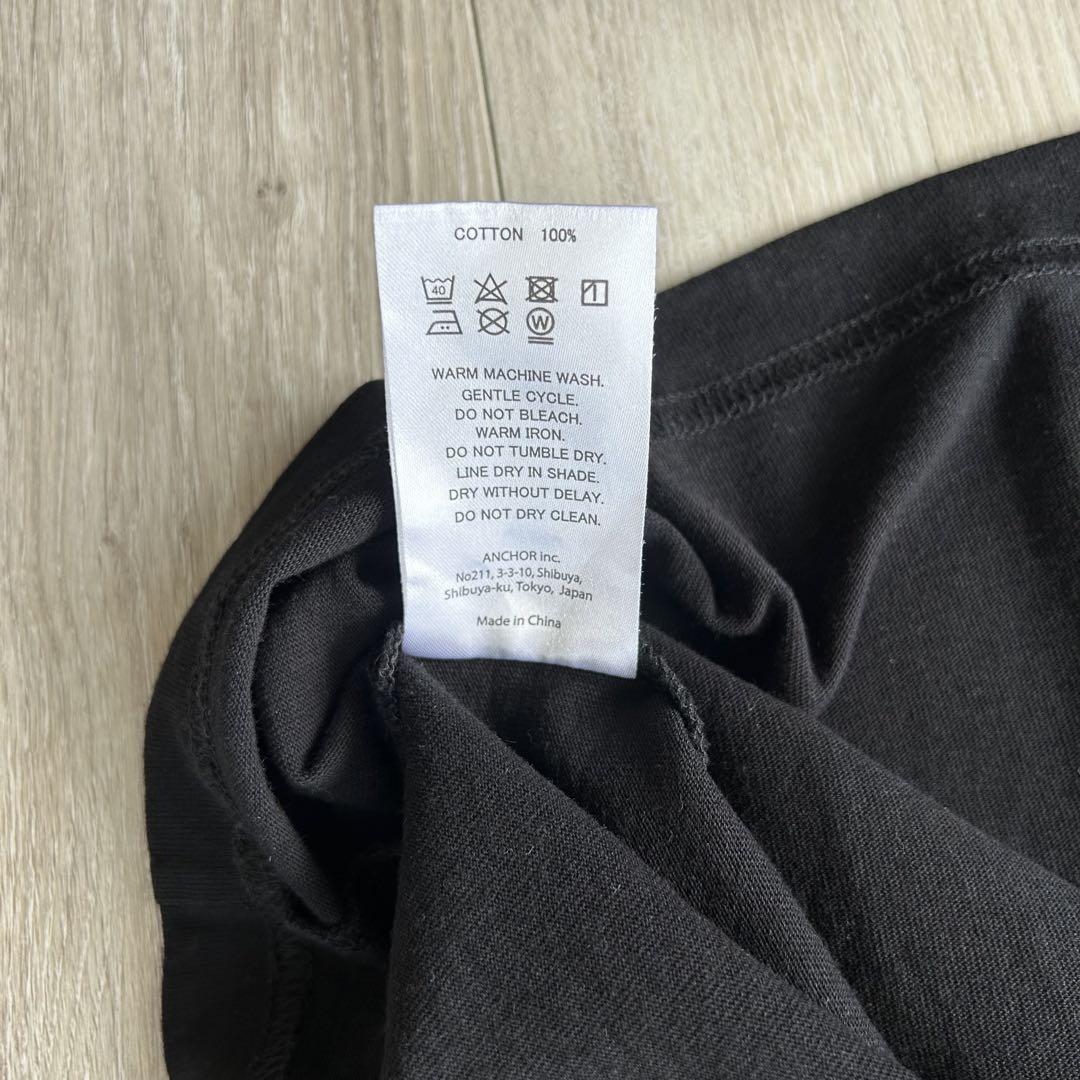 COTTON 100%
40
W
WARM MACHINE WASH.
GENTLE CYCLE.
DO NOT BLEACH.
WARM IRON.
DO NOT TUMBLE DRY.
LINE DRY IN SHADE.
DRY WITHOUT DELAY.
DO NOT DRY CLEAN.
ANCHOR inc.
No211, 3-3-10, Shibuya,
Shibuya-ku, Tokyo, Japan
Made in China